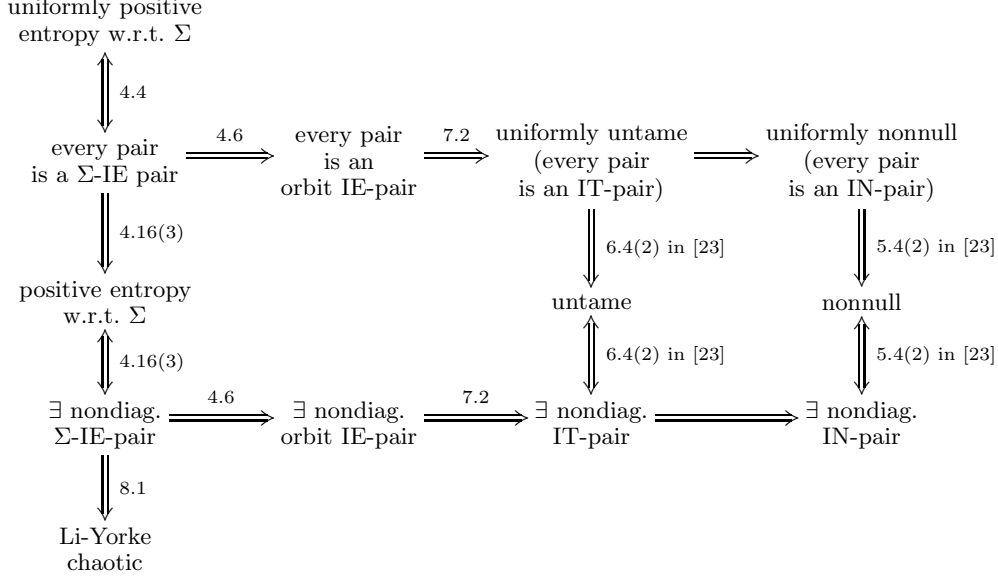 uniformly positive
entropy w.r.t. Σ
4.4
every pair
is a Σ-IE pair
4.6
every pair
is an
orbit IE-pair
7.2
uniformly untame
(every pair
is an IT-pair)
uniformly nonnull
(every pair
is an IN-pair)
4.16(3)
6.4(2) in [23]
5.4(2) in [23]
positive entropy
w.r.t. Σ
untame
nonnull
4.16(3)
6.4(2) in [23]
5.4(2) in [23]
∃ nondiag.
Σ-IE-pair
4.6
∃ nondiag.
orbit IE-pair
7.2
∃ nondiag.
IT-pair
∃ nondiag.
IN-pair
8.1
Li-Yorke
chaotic